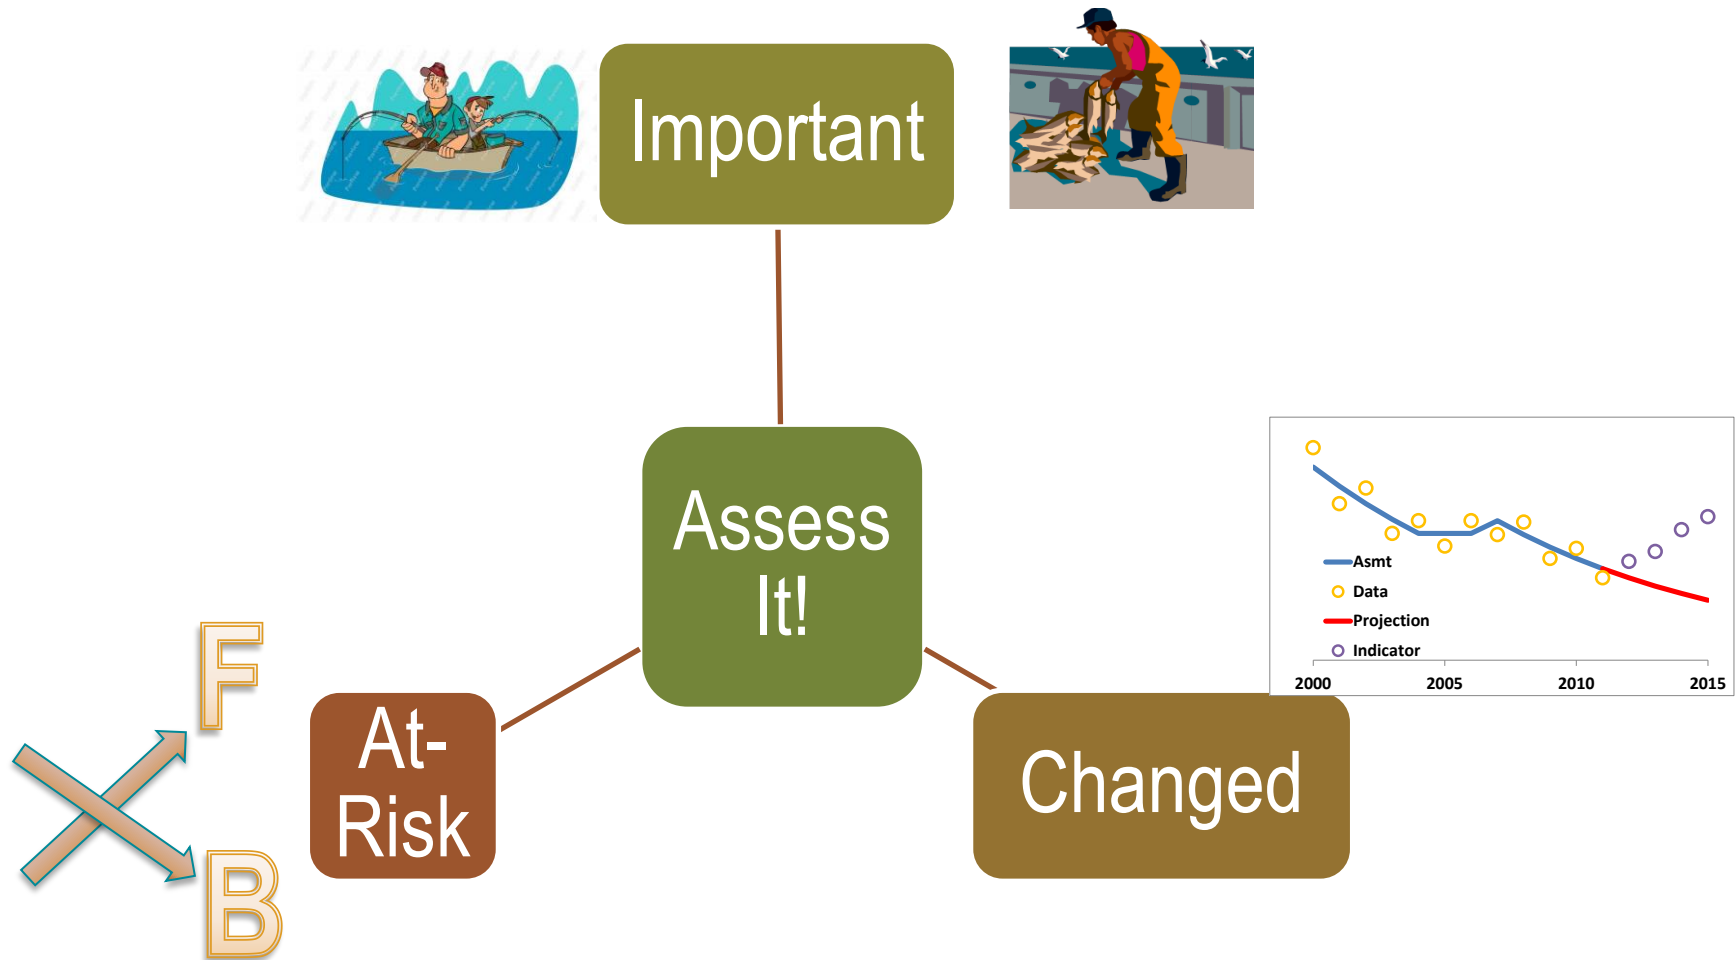 Important
Assess
It!
Asmt
Data
Projection
Indicator
2000 2005 2010 2015
F
At-
Risk
Changed
B